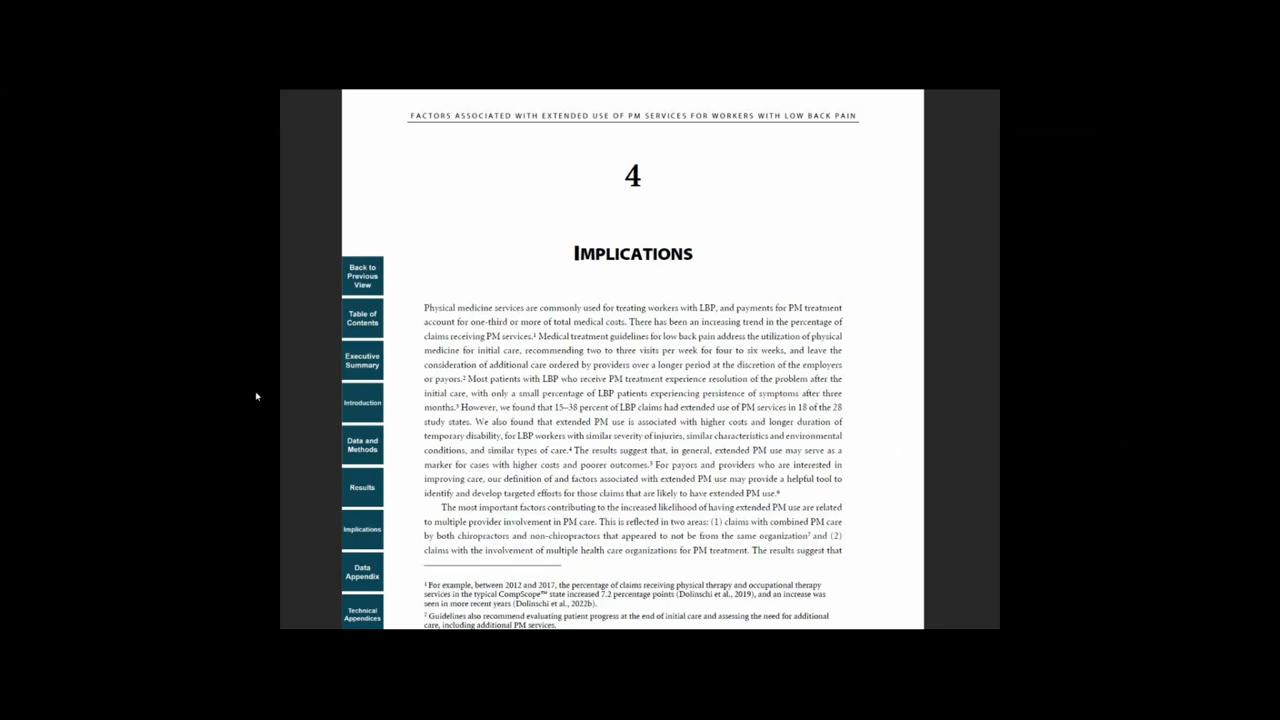 FACTORS ASSOCIATED WITH EXTENDED USE OF PM SERVICES FOR WORKERS WITH LOW BACK PAIN
4
IMPLICATIONS
Back to
Previous
View
Table of
Contents
Executive
Summary
Introduction
Data and
Methods
Results
Implications
Data
Appendix
Technical
Appendices
Physical medicine services are commonly used for treating workers with LBP, and payments for PM treatment
account for one-third or more of total medical costs. There has been an increasing trend in the percentage of
claims receiving PM services.¹ Medical treatment guidelines for low back pain address the utilization of physical
medicine for initial care, recommending two to three visits per week for four to six weeks, and leave the
consideration of additional care ordered by providers over a longer period at the discretion of the employers
or payors.² Most patients with LBP who receive PM treatment experience resolution of the problem after the
initial care, with only a small percentage of LBP patients experiencing persistence of symptoms after three
months.³ However, we found that 15–38 percent of LBP claims had extended use of PM services in 18 of the 28
study states. We also found that extended PM use is associated with higher costs and longer duration of
temporary disability, for LBP workers with similar severity of injuries, similar characteristics and environmental
conditions, and similar types of care.⁴ The results suggest that, in general, extended PM use may serve as a
marker for cases with higher costs and poorer outcomes.⁵ For payors and providers who are interested in
improving care, our definition of and factors associated with extended PM use may provide a helpful tool to
identify and develop targeted efforts for those claims that are likely to have extended PM use.⁶
The most important factors contributing to the increased likelihood of having extended PM use are related
to multiple provider involvement in PM care. This is reflected in two areas: (1) claims with combined PM care
by both chiropractors and non-chiropractors that appeared to not be from the same organization⁷ and (2)
claims with the involvement of multiple health care organizations for PM treatment. The results suggest that
¹ For example, between 2012 and 2017, the percentage of claims receiving physical therapy and occupational therapy
services in the typical CompScope™ state increased 7.2 percentage points (Dolinschi et al., 2019), and an increase was
seen in more recent years (Dolinschi et al., 2022b).
² Guidelines also recommend evaluating patient progress at the end of initial care and assessing the need for additional
care, including additional PM services.